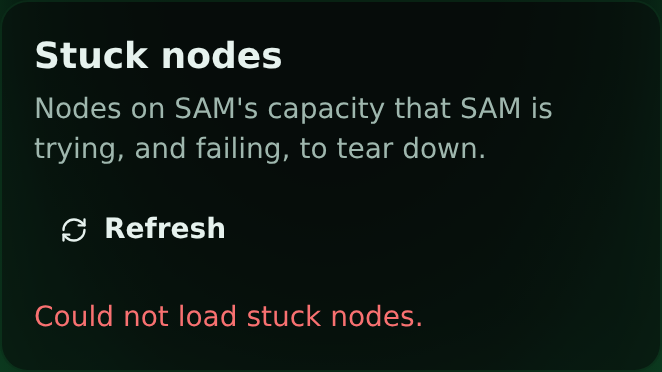 Stuck nodes
Nodes on SAM's capacity that SAM is
trying, and failing, to tear down.
Refresh
Could not load stuck nodes.